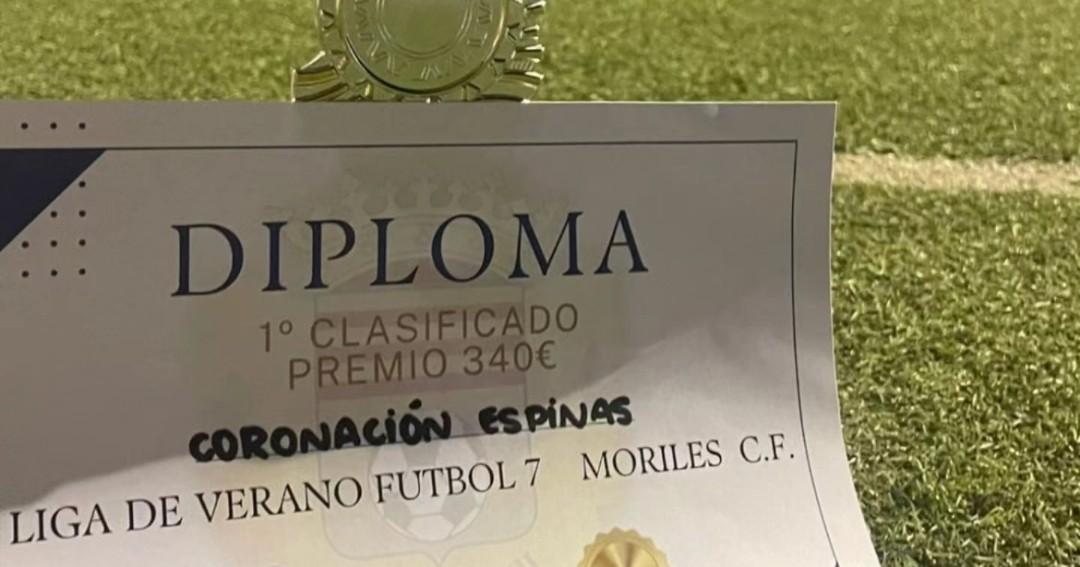 DIPLOMA
1º CLASIFICADO
PREMIO 340€
CORONACIÓN ESPINAS
LIGA DE VERANO FUTBOL 7 MORILES C.F.